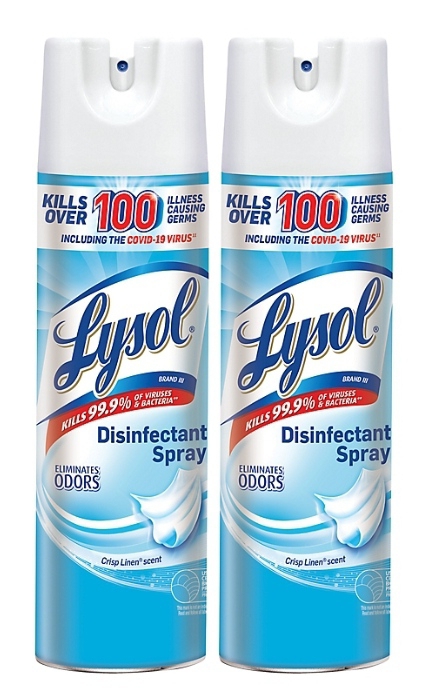 KILLS
OVER
100
ILLNESS
CAUSING
GERMS
INCLUDING THE COVID-19 VIRUS‡‡
Lysol®
BRAND III
KILLS 99.9% OF VIRUSES
& BACTERIA**
Disinfectant
Spray
ELIMINATES
ODORS
Crisp Linen® scent
KILLS
OVER
100
ILLNESS
CAUSING
GERMS
INCLUDING THE COVID-19 VIRUS‡‡
Lysol®
BRAND III
KILLS 99.9% OF VIRUSES
& BACTERIA**
Disinfectant
Spray
ELIMINATES
ODORS
Crisp Linen® scent